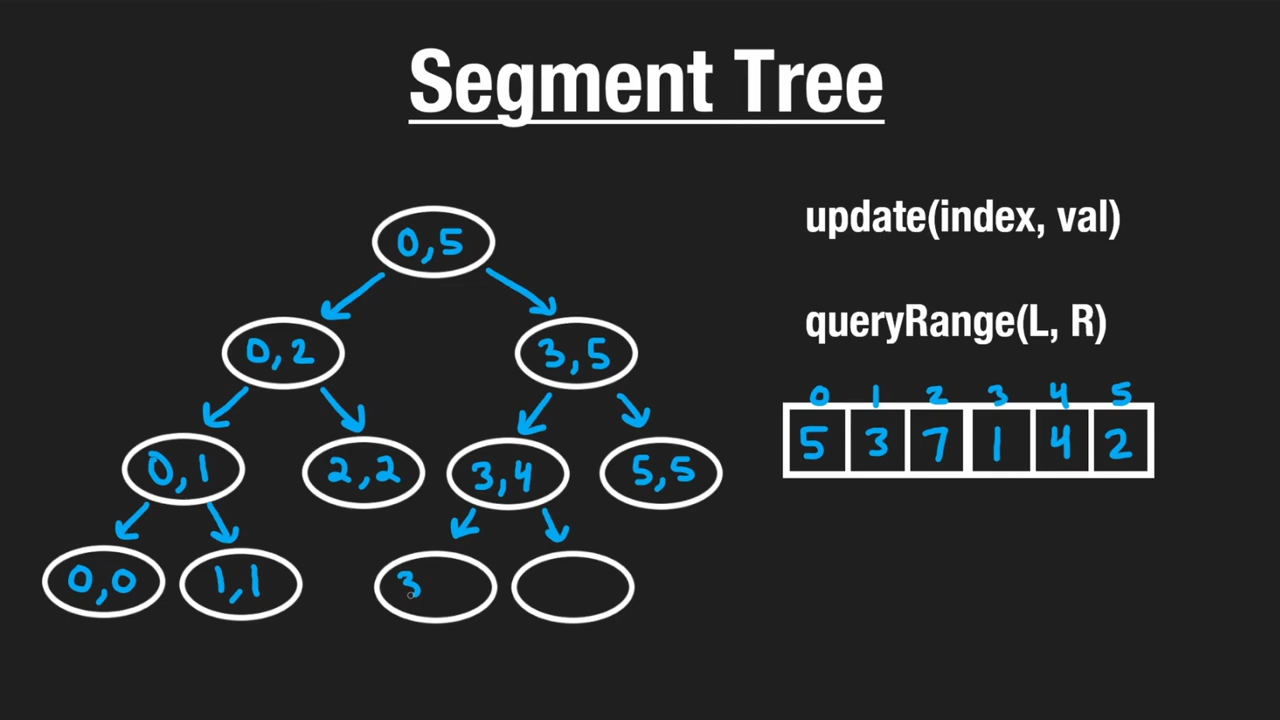 Segment Tree
update(index, val)
queryRange(L, R)
0,5
0,2
3,5
0,1
2,2
3,4
5,5
0,0
1,1
3
0 1 2 3 4 5
5 3 7 1 4 2